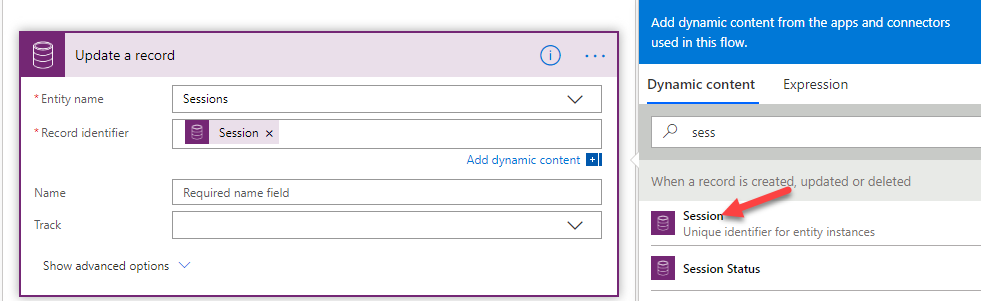 Update a record
* Entity name
Sessions
* Record identifier
Session ×
Add dynamic content
Name
Required name field
Track
Show advanced options
Add dynamic content from the apps and connectors
used in this flow.
Dynamic content
Expression
sess
When a record is created, updated or deleted
Session
Unique identifier for entity instances
Session Status